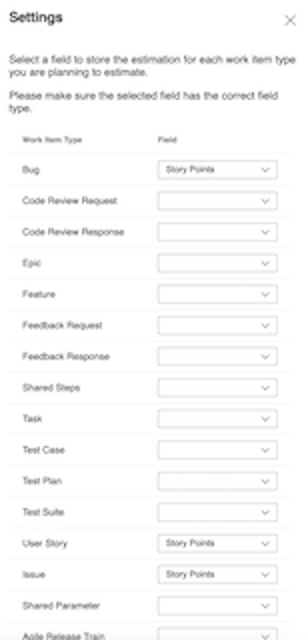 Settings
Select a field to store the estimation for each work item type
you are planning to estimate.
Please make sure the selected field has the correct field
type.
Work Item Type Field
Bug Story Points
Code Review Request
Code Review Response
Epic
Feature
Feedback Request
Feedback Response
Shared Steps
Task
Test Case
Test Plan
Test Suite
User Story Story Points
Issue Story Points
Shared Parameter
Agile Release Train